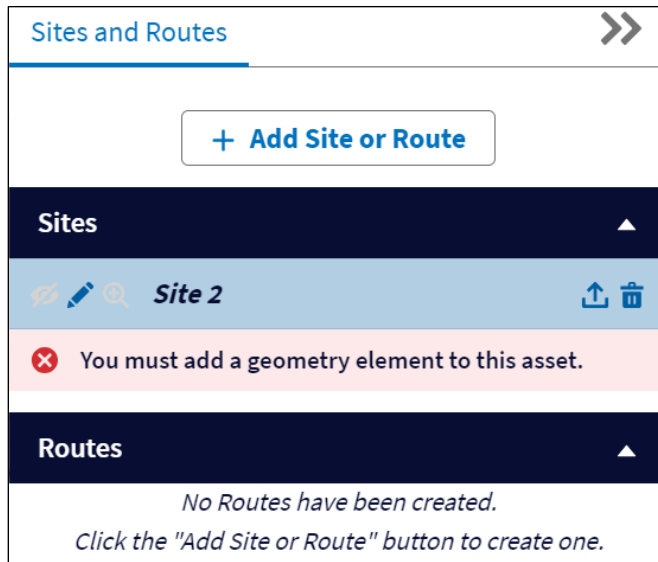 Sites and Routes
+ Add Site or Route
Sites
Site 2
You must add a geometry element to this asset.
Routes
No Routes have been created.
Click the "Add Site or Route" button to create one.